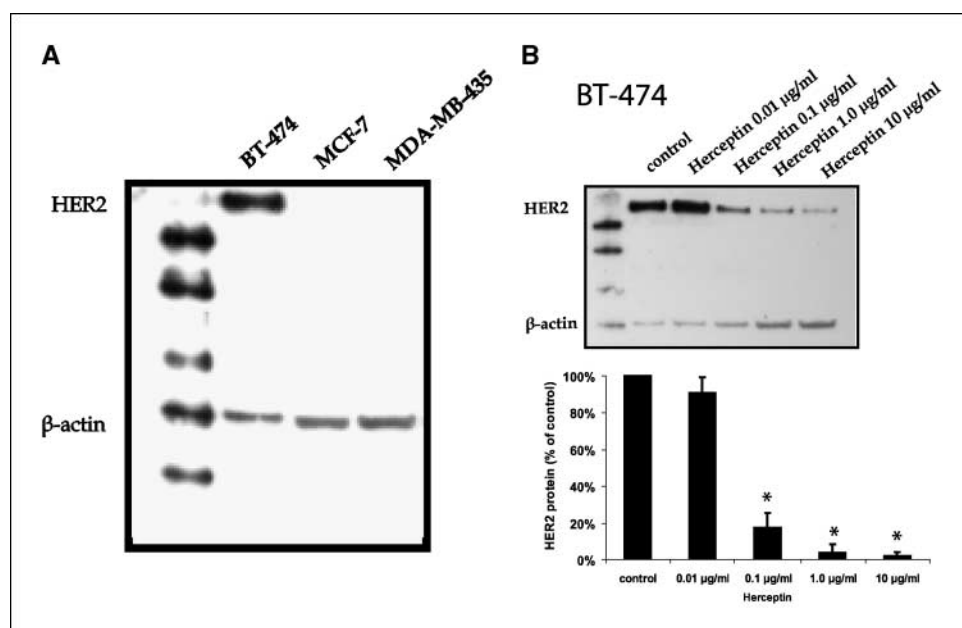 A
BT-474
MCF-7
MDA-MB-435
HER2
β-actin
B
BT-474
control
Herceptin 0.01 µg/ml
Herceptin 0.1 µg/ml
Herceptin 1.0 µg/ml
Herceptin 10 µg/ml
HER2
β-actin
HER2 protein (% of control)
100%
80%
60%
40%
20%
0%
* * *
control 0.01 µg/ml 0.1 µg/ml 1.0 µg/ml 10 µg/ml
Herceptin